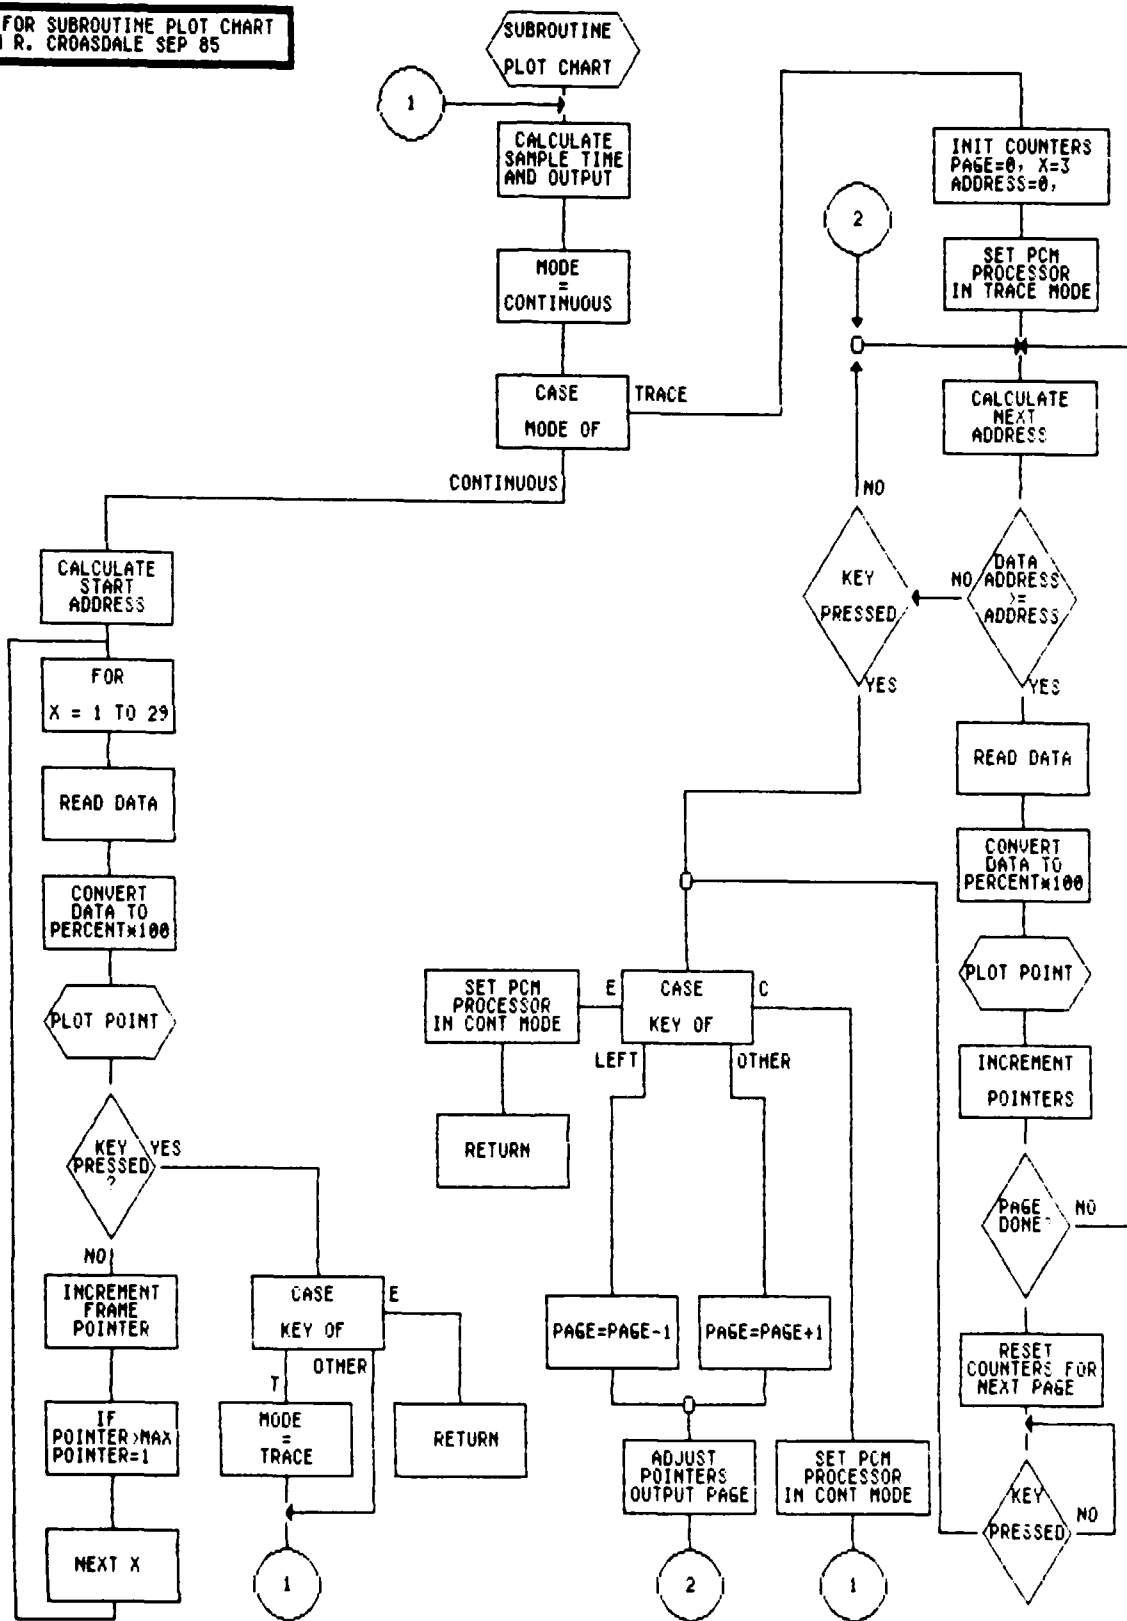 FOR SUBROUTINE PLOT CHART
R. CROASDALE SEP 85
SUBROUTINE
PLOT CHART
1
CALCULATE
SAMPLE TIME
AND OUTPUT
MODE
=
CONTINUOUS
CASE
MODE OF
TRACE
CONTINUOUS
INIT COUNTERS
PAGE=0, X=3
ADDRESS=0,
2
SET PCM
PROCESSOR
IN TRACE MODE
CALCULATE
NEXT
ADDRESS
NO
KEY
PRESSED
YES
NO
DATA
ADDRESS
>=
ADDRESS
YES
CALCULATE
START
ADDRESS
FOR
X = 1 TO 29
READ DATA
CONVERT
DATA TO
PERCENT*100
PLOT POINT
KEY
PRESSED
?
YES
NO
INCREMENT
FRAME
POINTER
IF
POINTER>MAX
POINTER=1
NEXT X
CASE
KEY OF
E
OTHER
T
MODE
=
TRACE
RETURN
1
SET PCM
PROCESSOR
IN CONT MODE
RETURN
E
CASE
KEY OF
C
LEFT
OTHER
PAGE=PAGE-1
PAGE=PAGE+1
ADJUST
POINTERS
OUTPUT PAGE
2
SET PCM
PROCESSOR
IN CONT MODE
1
READ DATA
CONVERT
DATA TO
PERCENT*100
PLOT POINT
INCREMENT
POINTERS
PAGE
DONE?
NO
RESET
COUNTERS FOR
NEXT PAGE
KEY
PRESSED
NO